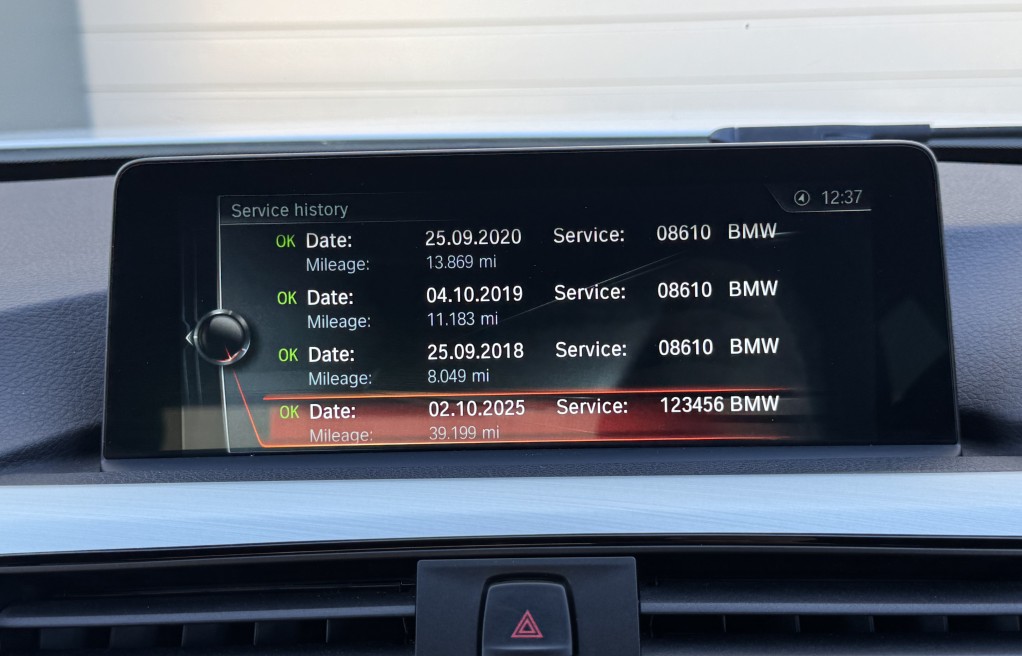 Service history 12:37
OK Date: 25.09.2020 Service: 08610 BMW
Mileage: 13.869 mi
OK Date: 04.10.2019 Service: 08610 BMW
Mileage: 11.183 mi
OK Date: 25.09.2018 Service: 08610 BMW
Mileage: 8.049 mi
OK Date: 02.10.2025 Service: 123456 BMW
Mileage: 39.199 mi